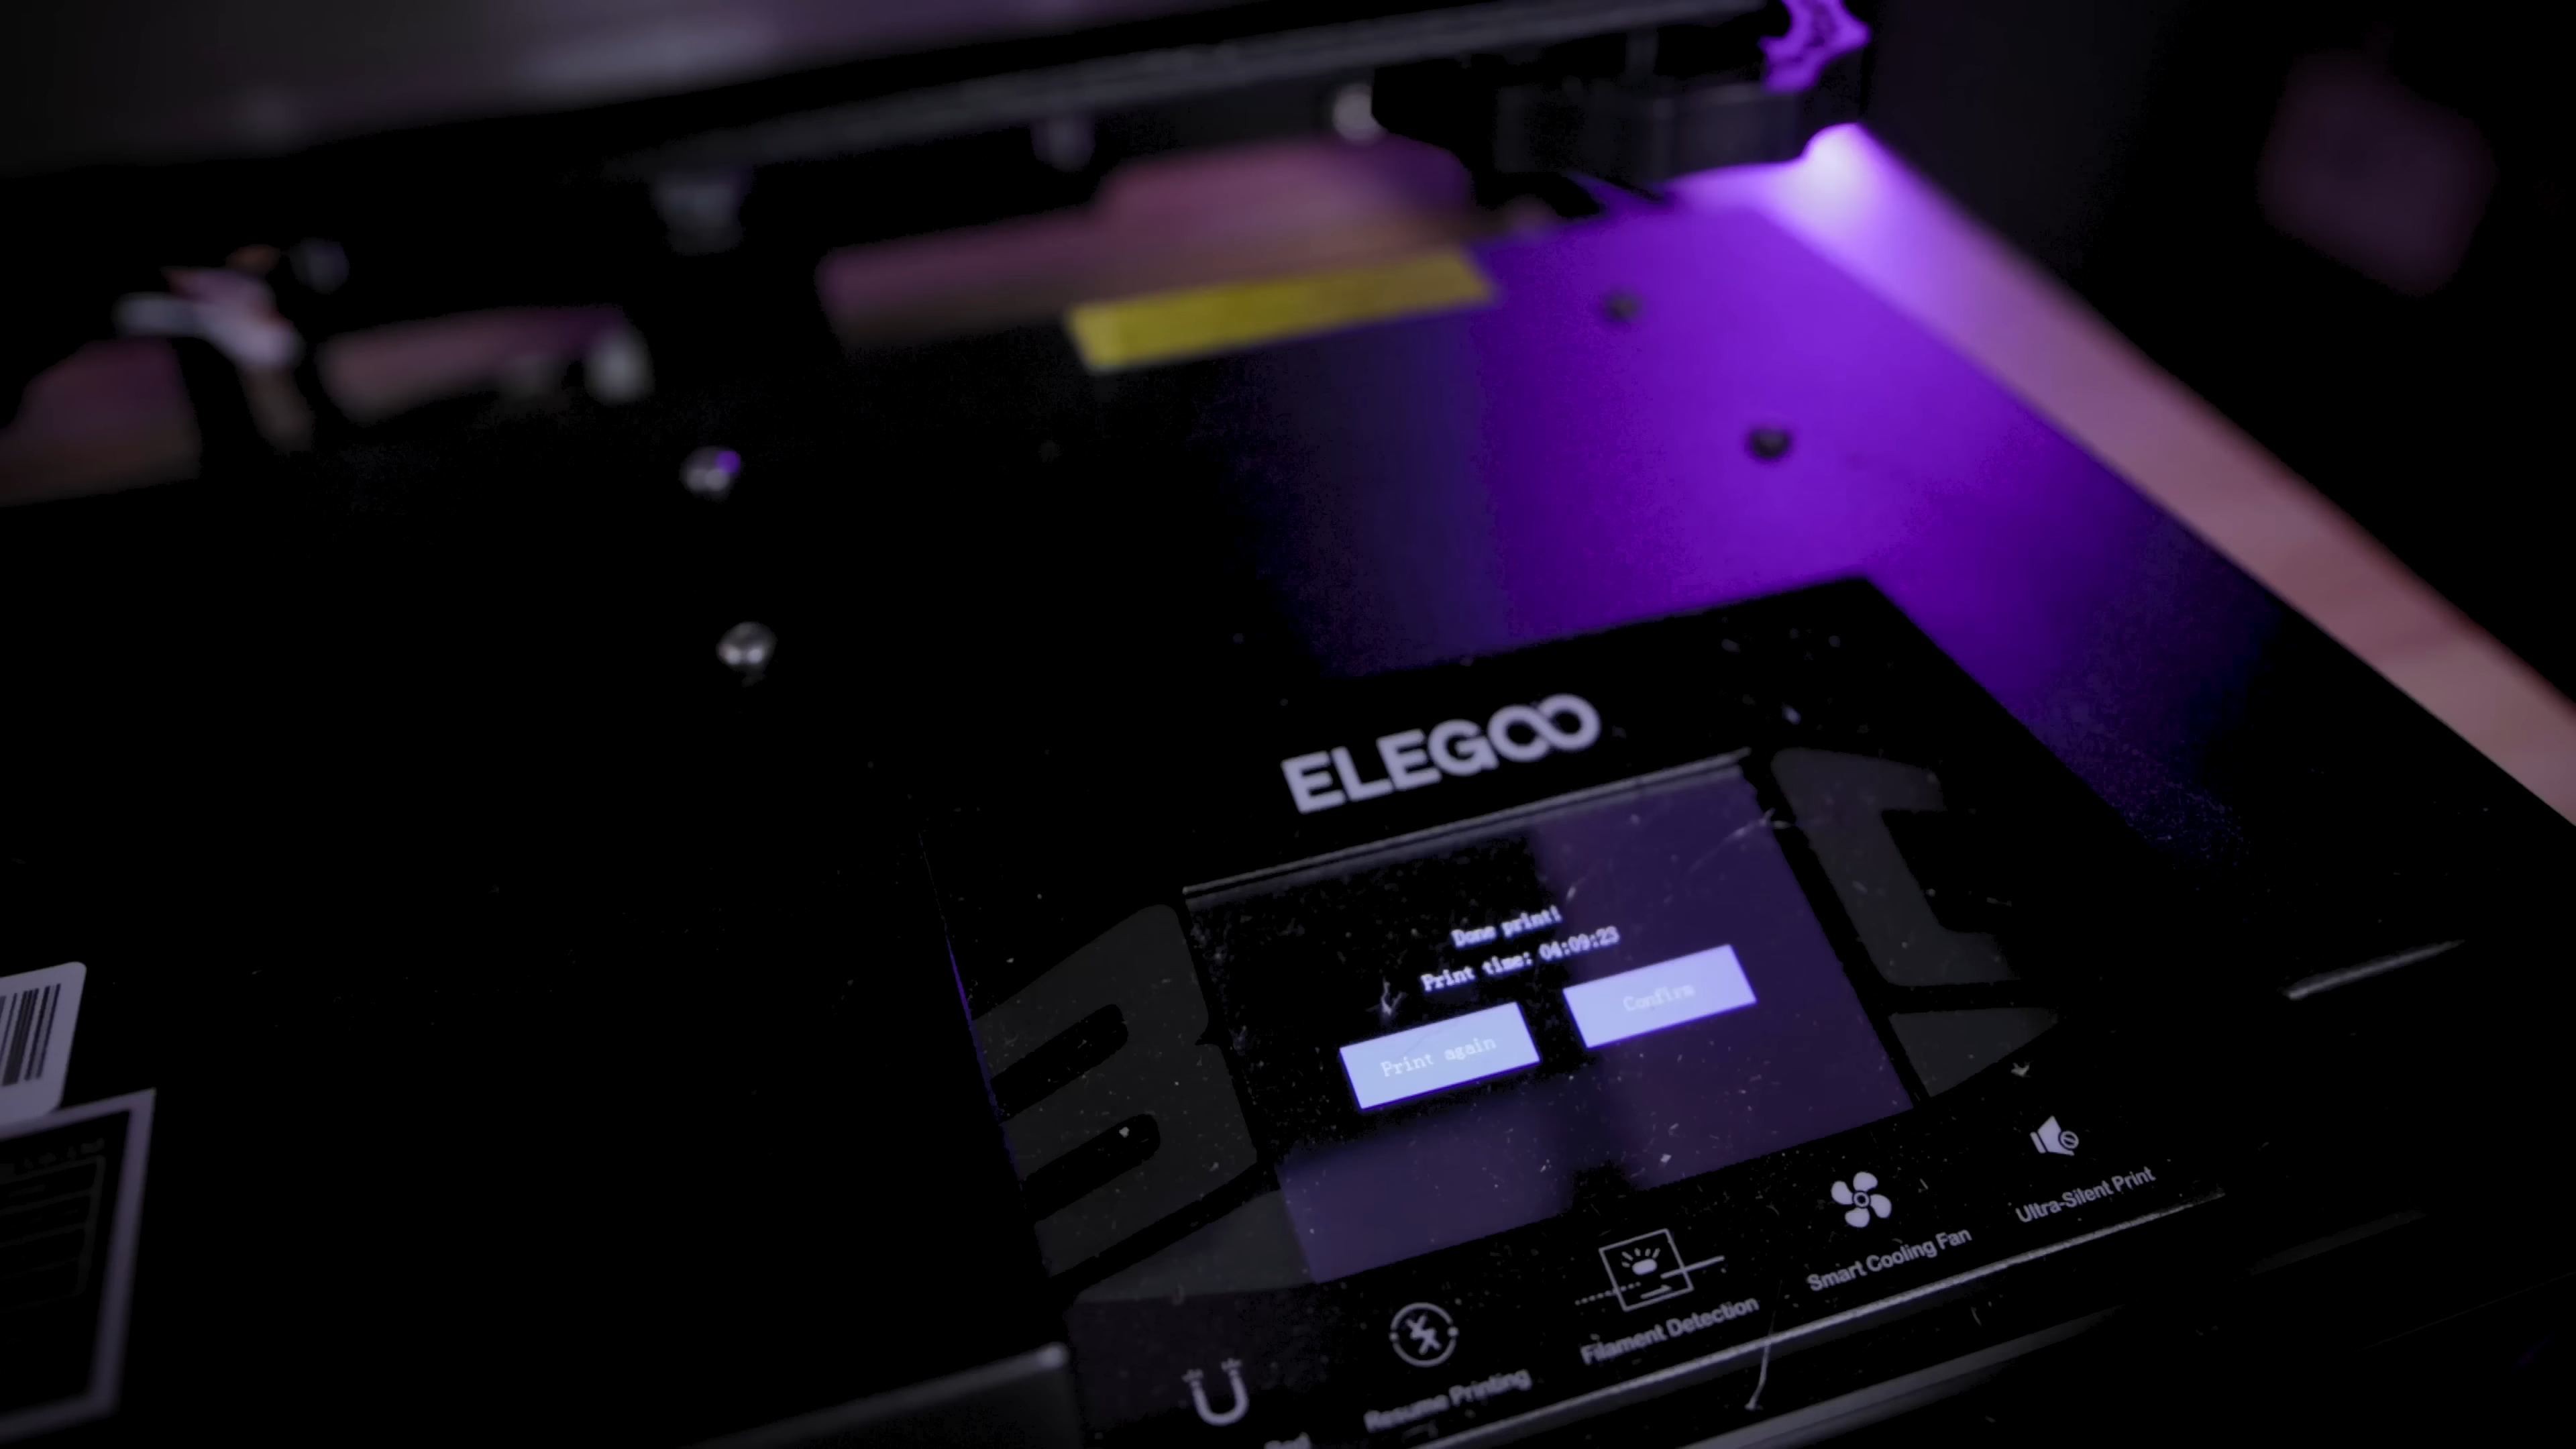 ELEGOO
Done print!
Print time: 04:09:23
Print again
Confirm
Resume Printing
Filament Detection
Smart Cooling Fan
Ultra-Silent Print